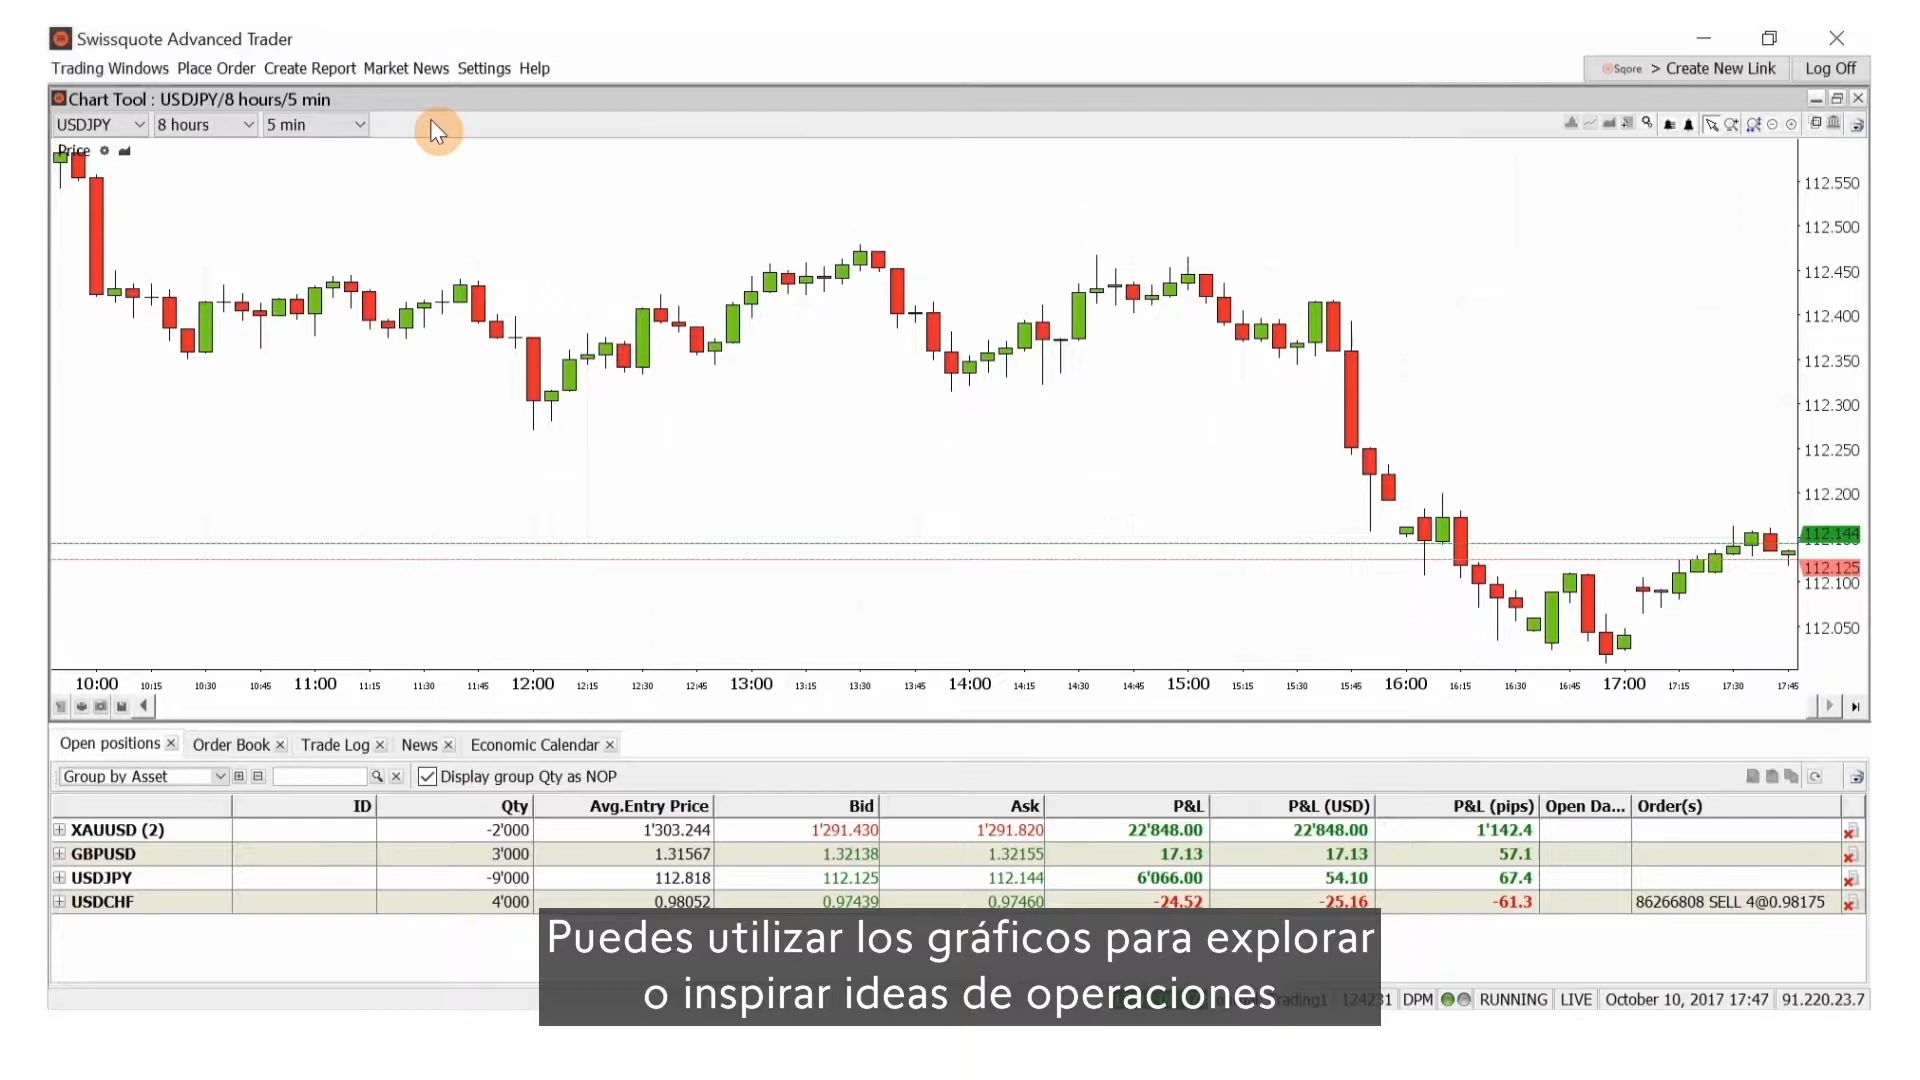 Swissquote Advanced Trader
Trading Windows Place Order Create Report Market News Settings Help
Sqore > Create New Link Log Off
Chart Tool : USDJPY/8 hours/5 min
USDJPY 8 hours 5 min
Price
112.550
112.500
112.450
112.400
112.350
112.300
112.250
112.200
112.144
112.125
112.100
112.050
10:00 10:15 10:30 10:45 11:00 11:15 11:30 11:45 12:00 12:15 12:30 12:45 13:00 13:15 13:30 13:45 14:00 14:15 14:30 14:45 15:00 15:15 15:30 15:45 16:00 16:15 16:30 16:45 17:00 17:15 17:30 17:45
Open positions Order Book Trade Log News Economic Calendar
Group by Asset Display group Qty as NOP
ID Qty Avg.Entry Price Bid Ask P&L P&L (USD) P&L (pips) Open Da... Order(s)
XAUUSD (2) -2'000 1'303.244 1'291.430 1'291.820 22'848.00 22'848.00 1'142.4
GBPUSD 3'000 1.31567 1.32138 1.32155 17.13 17.13 57.1
USDJPY -9'000 112.818 112.125 112.144 6'066.00 54.10 67.4
USDCHF 4'000 0.98052 0.97439 0.97460 -24.52 -25.16 -61.3 86266808 SELL 4@0.98175
Puedes utilizar los gráficos para explorar
o inspirar ideas de operaciones
DPM RUNNING LIVE October 10, 2017 17:47 91.220.23.7